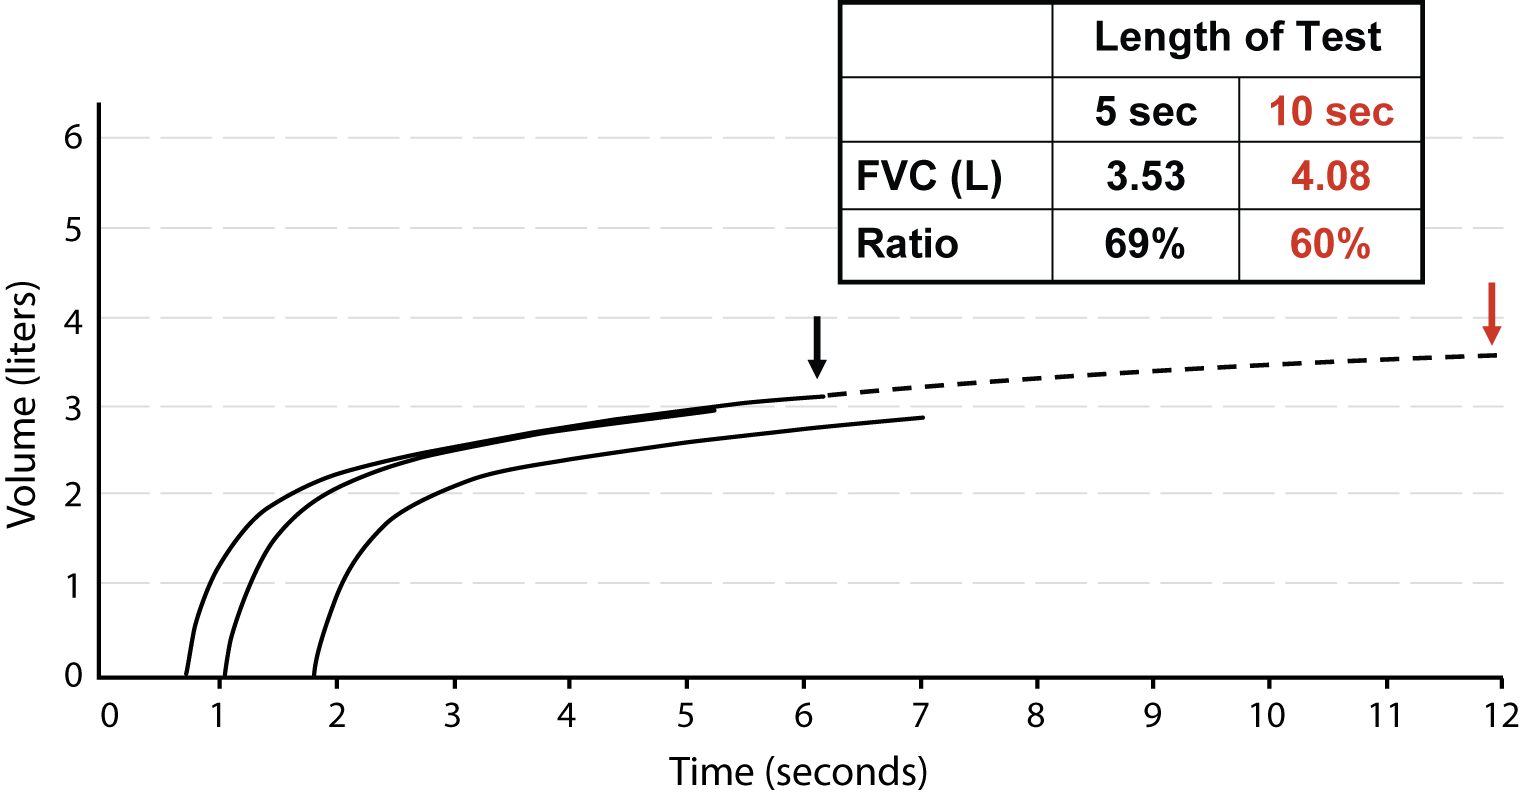 Length of Test
5 sec 10 sec
FVC (L) 3.53 4.08
Ratio 69% 60%
6
5
4
3
2
1
0
Volume (liters)
0 1 2 3 4 5 6 7 8 9 10 11 12
Time (seconds)